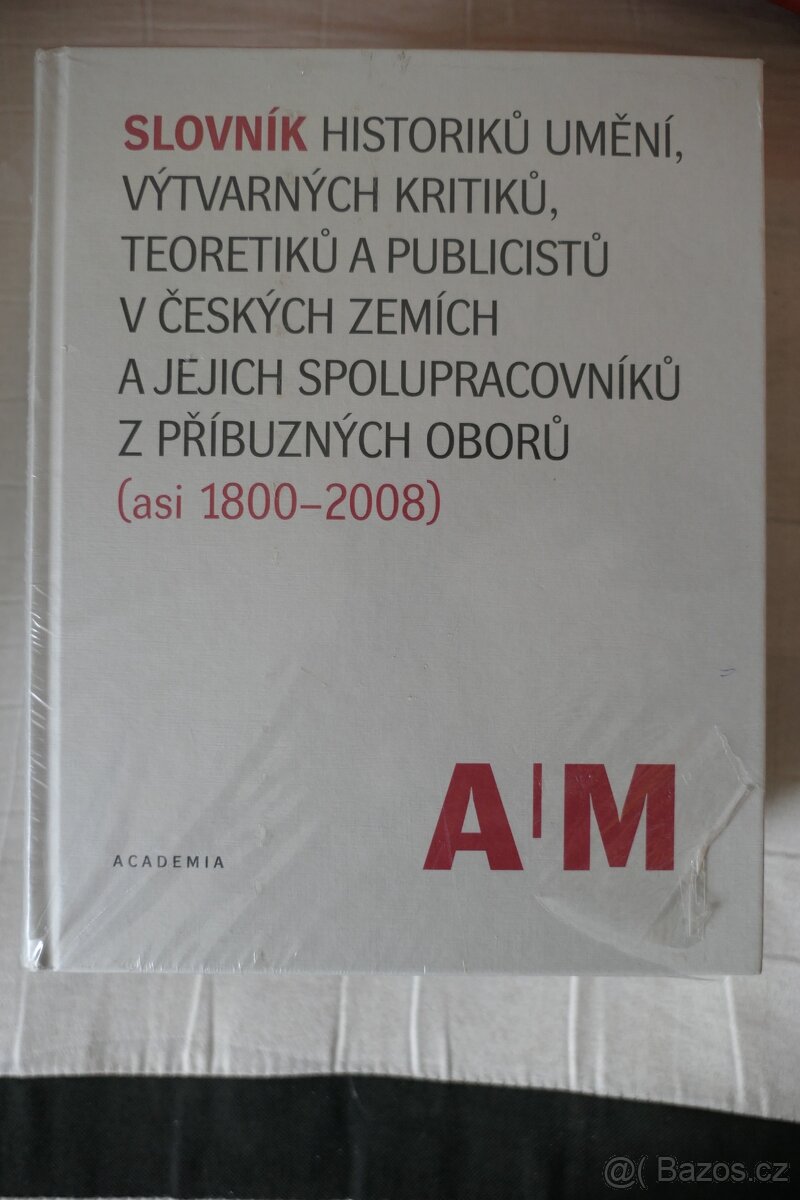 SLOVNÍK HISTORIKŮ UMĚNÍ,
VÝTVARNÝCH KRITIKŮ,
TEORETIKŮ A PUBLICISTŮ
V ČESKÝCH ZEMÍCH
A JEJICH SPOLUPRACOVNÍKŮ
Z PŘÍBUZNÝCH OBORŮ
(asi 1800–2008)
A|M
ACADEMIA
@( Bazos.cz